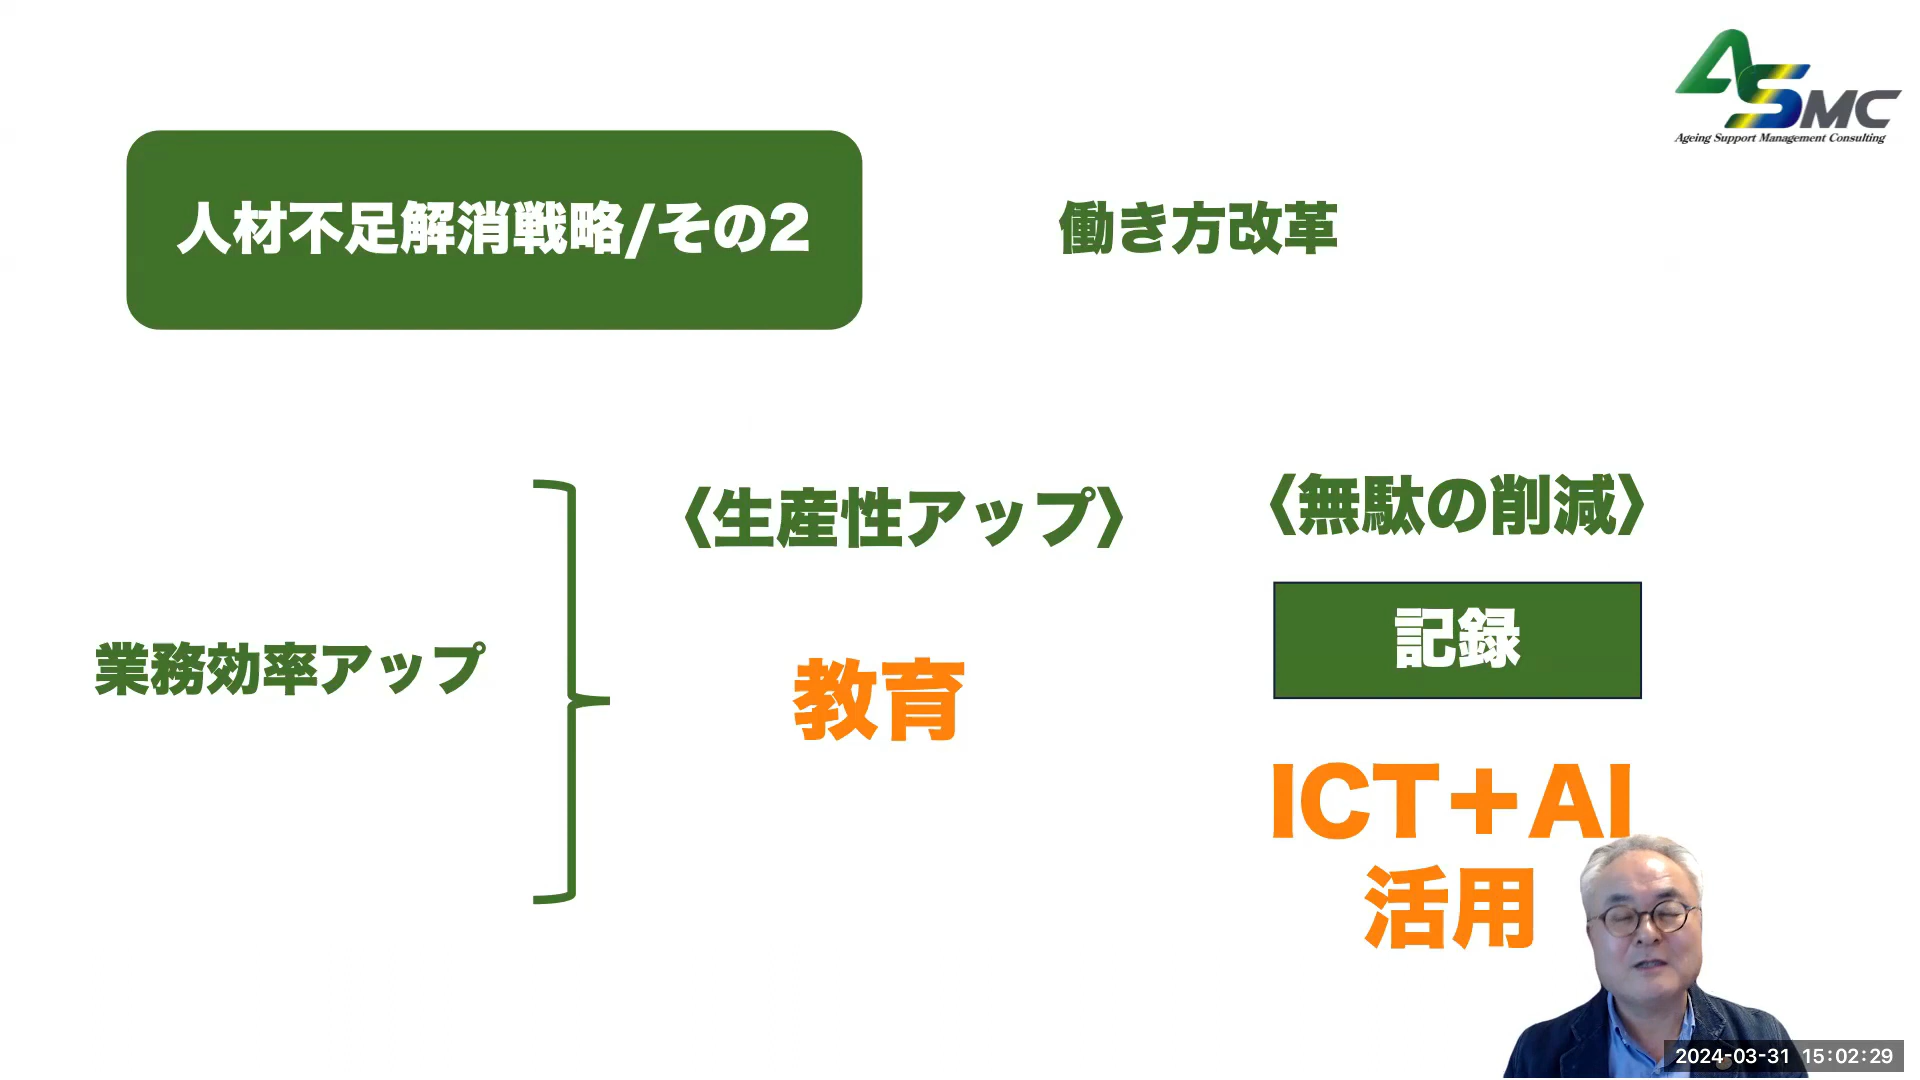 ASMC
Ageing Support Management Consulting
人材不足解消戦略/その2
働き方改革
業務効率アップ
〈生産性アップ〉
教育
〈無駄の削減〉
記録
ICT＋AI
活用
2024-03-31 15:02:29